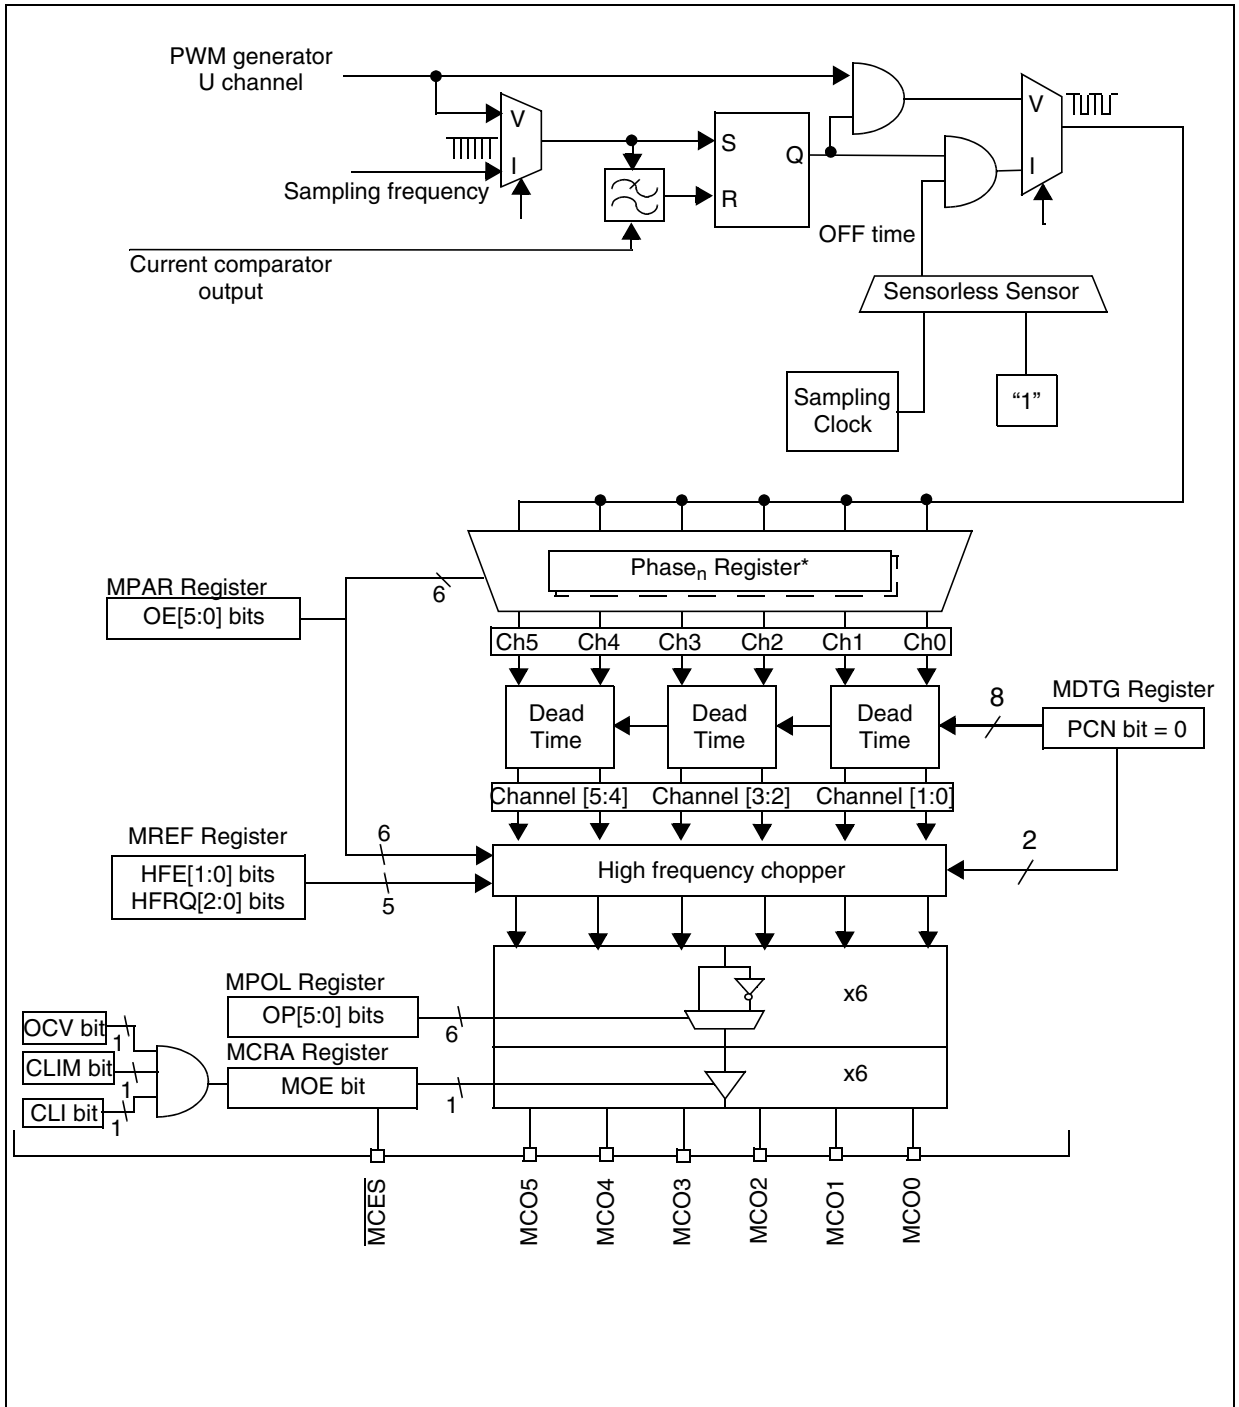 PWM generator
U channel
V
I
Sampling frequency
S
R
Q
V
I
OFF time
Current comparator
output
Sensorless Sensor
Sampling
Clock
“1”
Phasen Register*
MPAR Register
OE[5:0] bits
6
Ch5 Ch4 Ch3 Ch2 Ch1 Ch0
Dead
Time
Dead
Time
Dead
Time
8
MDTG Register
PCN bit = 0
Channel [5:4] Channel [3:2] Channel [1:0]
MREF Register
HFE[1:0] bits
HFRQ[2:0] bits
6
5
High frequency chopper
2
MPOL Register
OP[5:0] bits
6
x6
OCV bit
1
CLIM bit
1
CLI bit
1
MCRA Register
MOE bit
1
x6
MCES
MCO5
MCO4
MCO3
MCO2
MCO1
MCO0